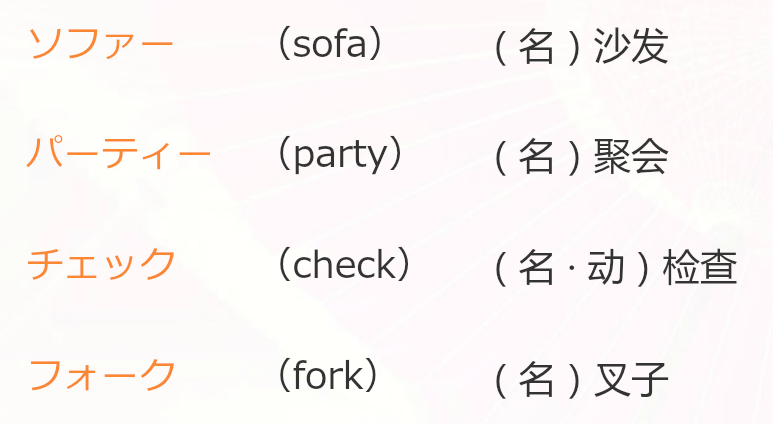 ソファー （sofa） ( 名 ) 沙发
パーティー （party） ( 名 ) 聚会
チェック （check） ( 名 · 动 ) 检查
フォーク （fork） ( 名 ) 叉子